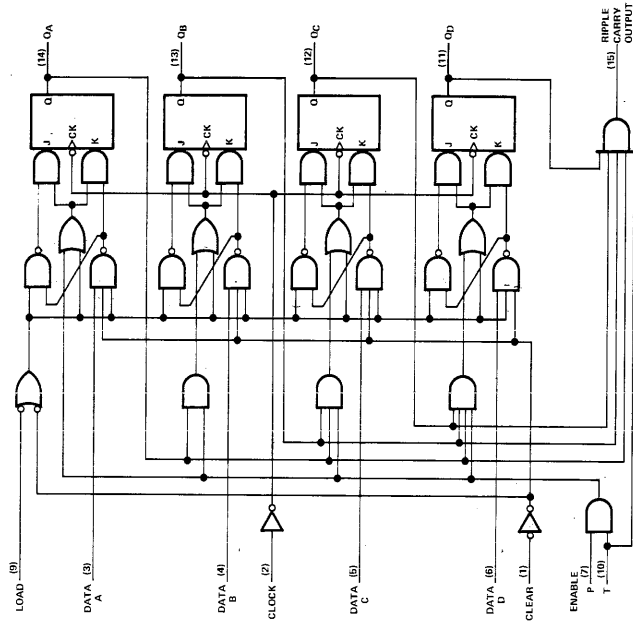 LOAD (9)
DATA (3)
A
DATA (4)
B
CLOCK (2)
DATA (5)
C
DATA (6)
D
CLEAR (1)
ENABLE
P (7)
T (10)
J
CK
K
Q
(14) QA
J
CK
K
Q
(13) QB
J
CK
K
Q
(12) QC
J
CK
K
Q
(11) QD
(15) RIPPLE
CARRY
OUTPUT